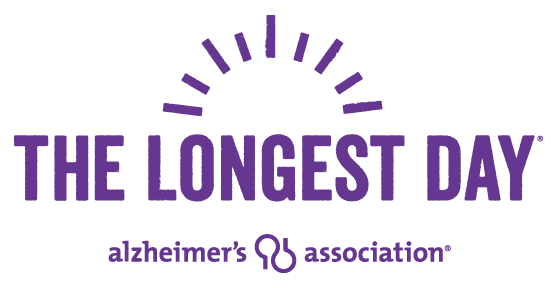 THE LONGEST DAY®
alzheimer's association®